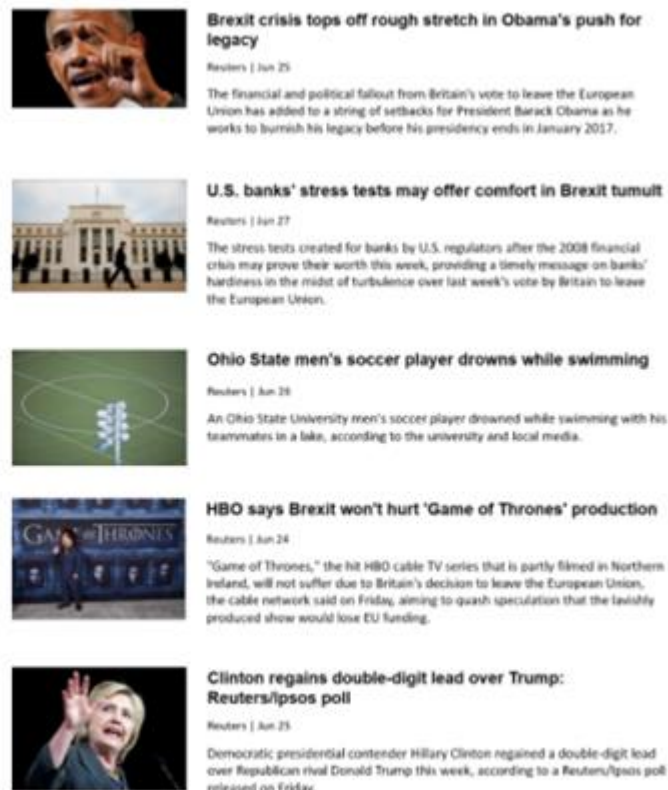 Brexit crisis tops off rough stretch in Obama's push for
legacy
Reuters | Jun 25
The financial and political fallout from Britain's vote to leave the European
Union has added to a string of setbacks for President Barack Obama as he
works to burnish his legacy before his presidency ends in January 2017.
U.S. banks' stress tests may offer comfort in Brexit tumult
Reuters | Jun 27
The stress tests created for banks by U.S. regulators after the 2008 financial
crisis may prove their worth this week, providing a timely message on banks'
hardiness in the midst of turbulence over last week's vote by Britain to leave
the European Union.
Ohio State men's soccer player drowns while swimming
Reuters | Jun
An Ohio State University men's soccer player drowned while swimming with his
teammates in a lake, according to the university and local media.
HBO says Brexit won't hurt 'Game of Thrones' production
GAME OF THRONES
Reuters | Jun 24
"Game of Thrones," the hit HBO cable TV series that is partly filmed in Northern
Ireland, will not suffer due to Britain's decision to leave the European Union,
the cable network said on Friday, aiming to quash speculation that the lavishly
produced show would lose EU funding.
Clinton regains double-digit lead over Trump:
Reuters/Ipsos poll
Reuters | Jun 25
Democratic presidential contender Hillary Clinton regained a double-digit lead
over Republican rival Donald Trump this week, according to a Reuters/Ipsos poll
released on Friday.